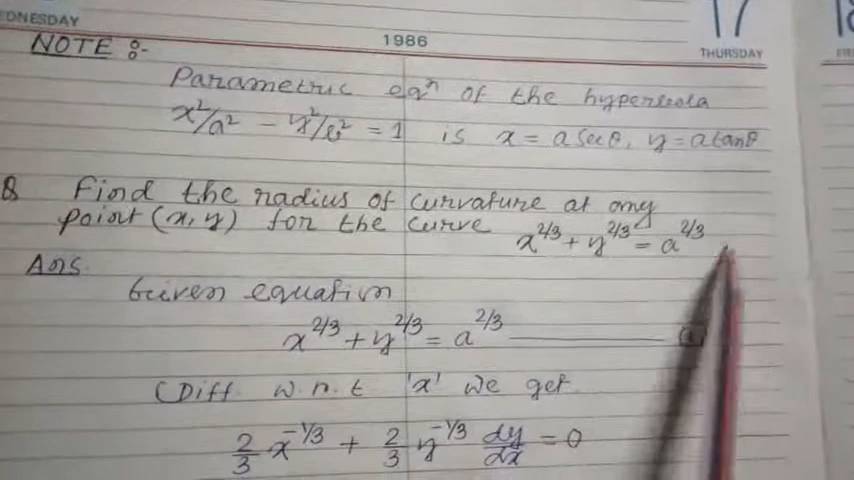 WEDNESDAY
1986
17
THURSDAY
NOTE :-
Parametric eqⁿ of the hyperbola
x²/a² - y²/b² = 1 is x = a secθ, y = a tanθ
Q Find the radius of curvature at any
point (x, y) for the curve x^2/3 + y^2/3 = a^2/3
Ans
Given equation
x^2/3 + y^2/3 = a^2/3
(Diff. w.r.t 'x' we get
2/3 x^-1/3 + 2/3 y^-1/3 dy/dx = 0